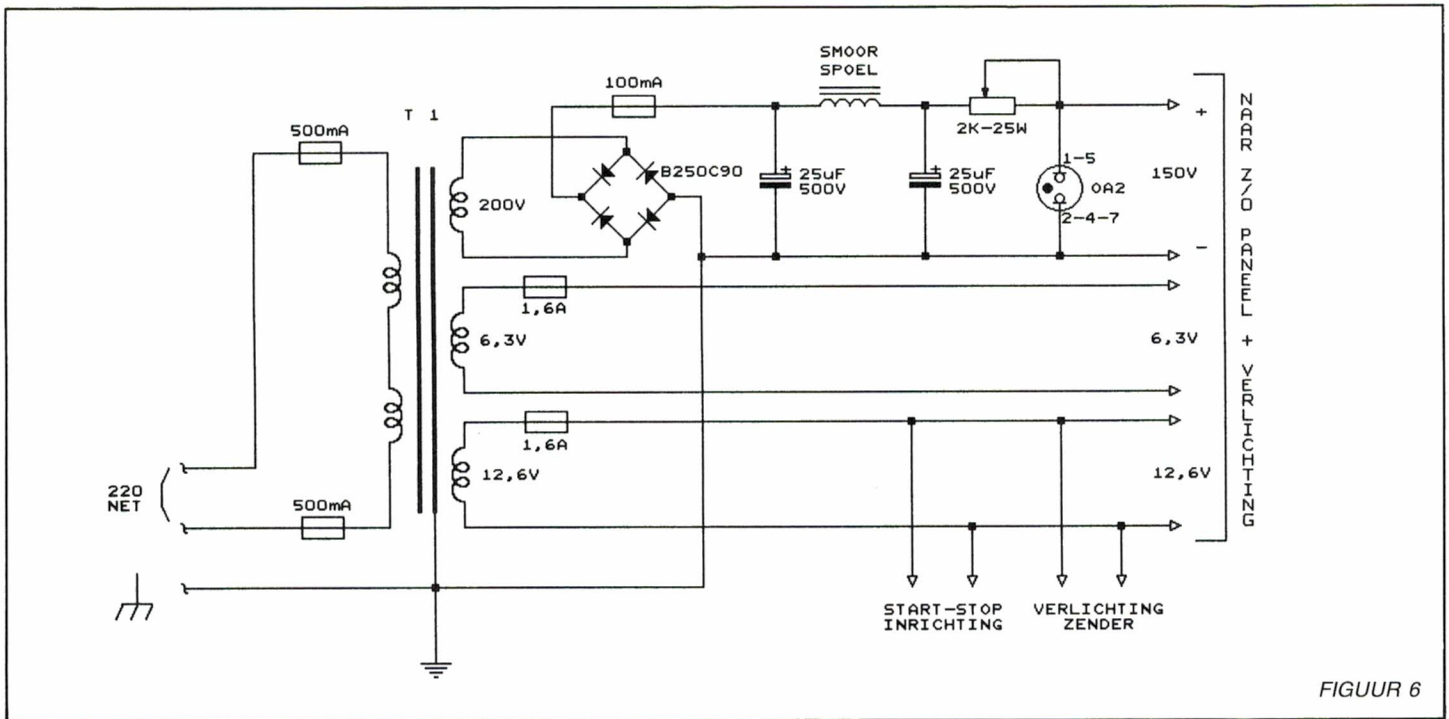 SMOOR
SPOEL
100mA
T 1
500mA
2K-25W
+
B250C90
1-5
+
25uF
500V
+
25uF
500V
150V
OA2
200V
2-4-7
-
1,6A
6,3V
6,3V
1,6A
12,6V
12,6V
220
NET
500mA
START-STOP
INRICHTING
VERLICHTING
ZENDER
NAAR Z/O PANEEL + VERLICHTING
FIGUUR 6